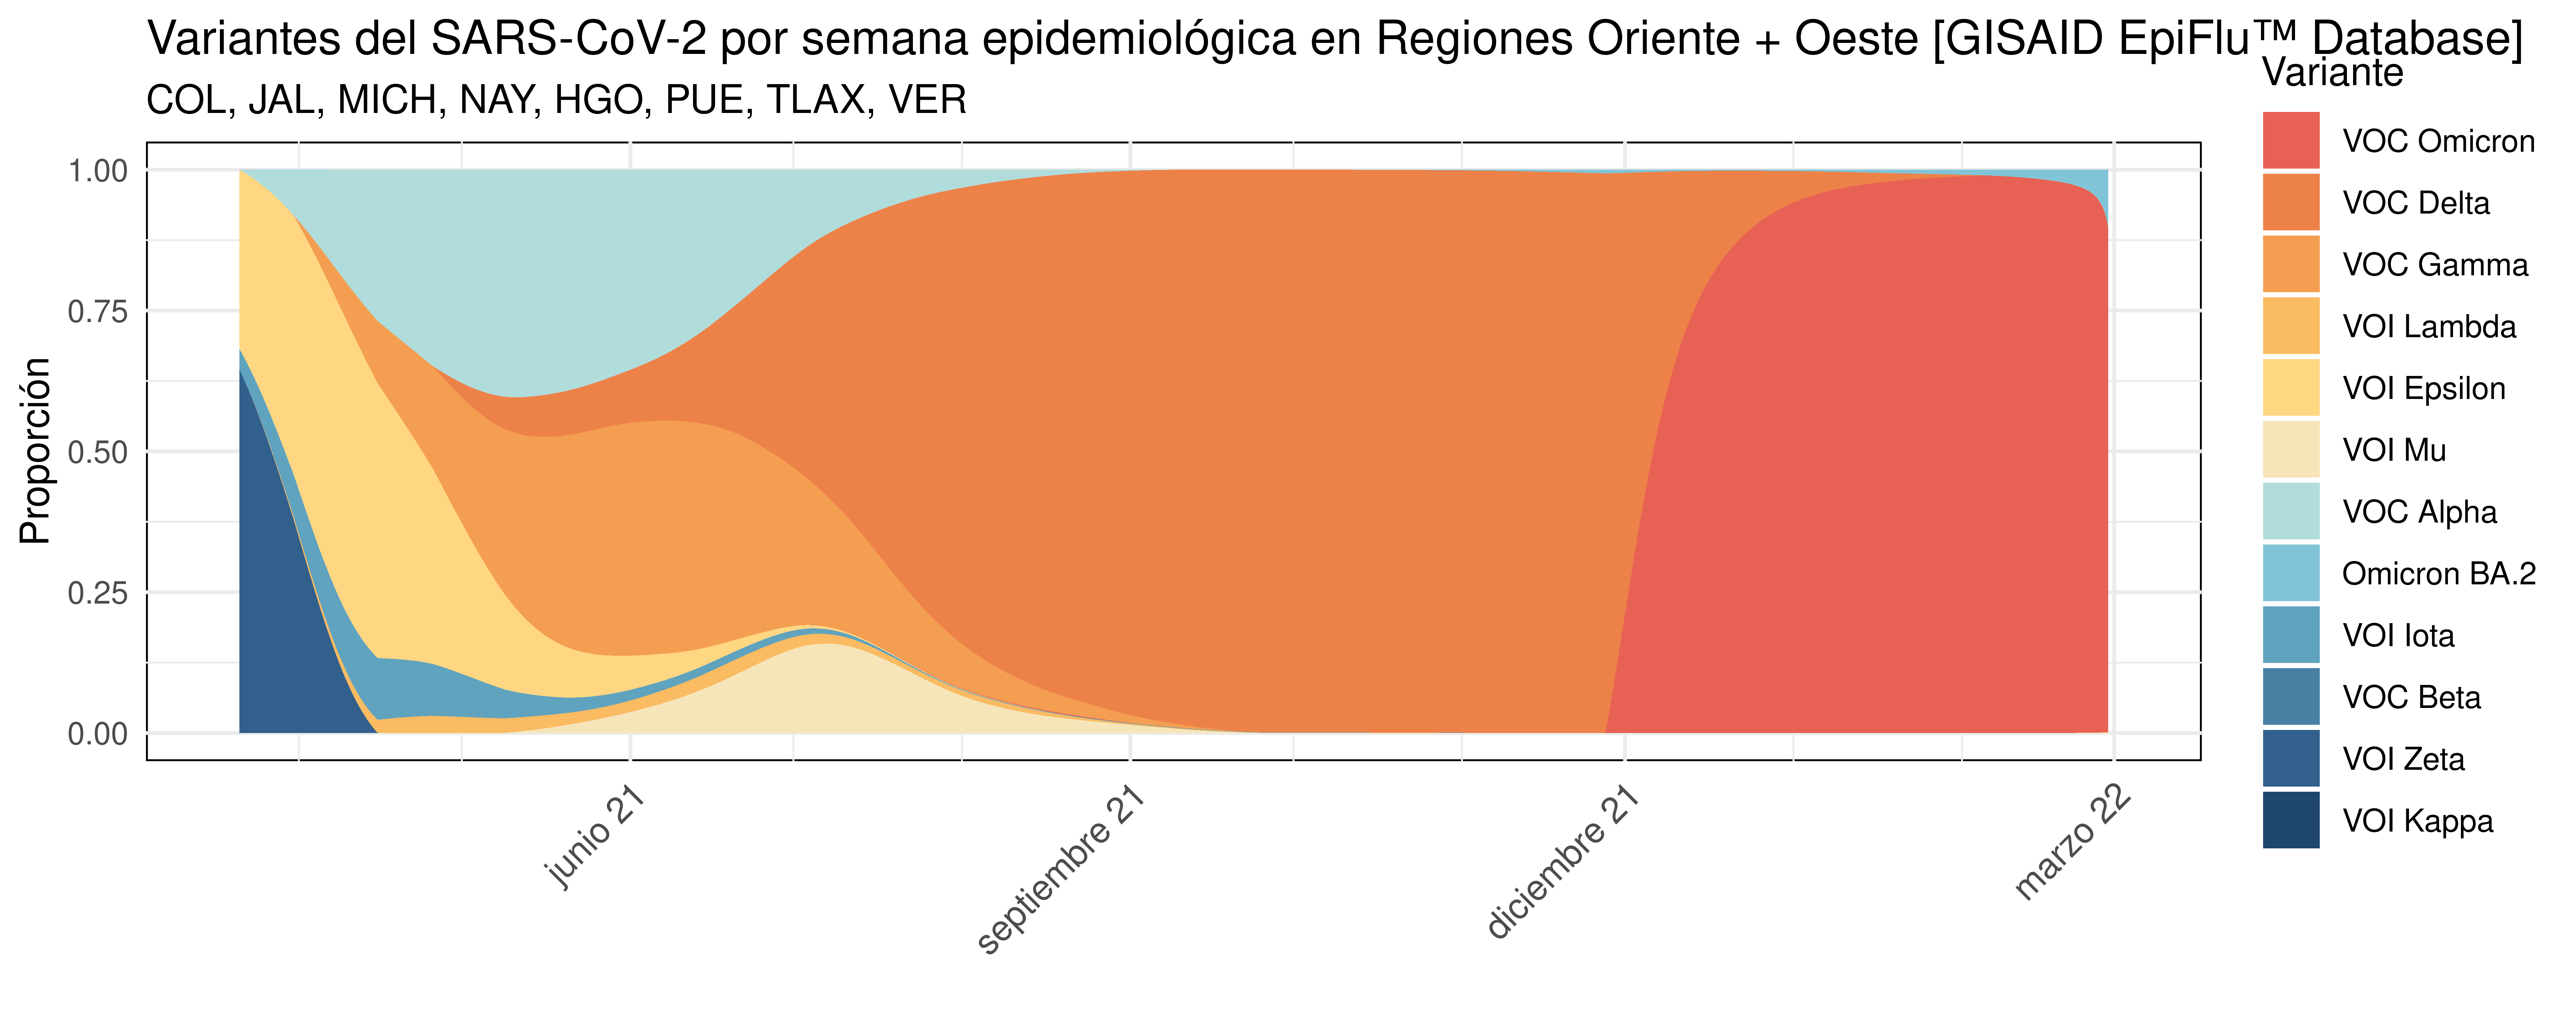 Variantes del SARS-CoV-2 por semana epidemiológica en Regiones Oriente + Oeste [GISAID EpiFlu™ Database]
COL, JAL, MICH, NAY, HGO, PUE, TLAX, VER
Proporción
1.00
0.75
0.50
0.25
0.00
junio 21
septiembre 21
diciembre 21
marzo 22
Variante
VOC Omicron
VOC Delta
VOC Gamma
VOI Lambda
VOI Epsilon
VOI Mu
VOC Alpha
Omicron BA.2
VOI Iota
VOC Beta
VOI Zeta
VOI Kappa